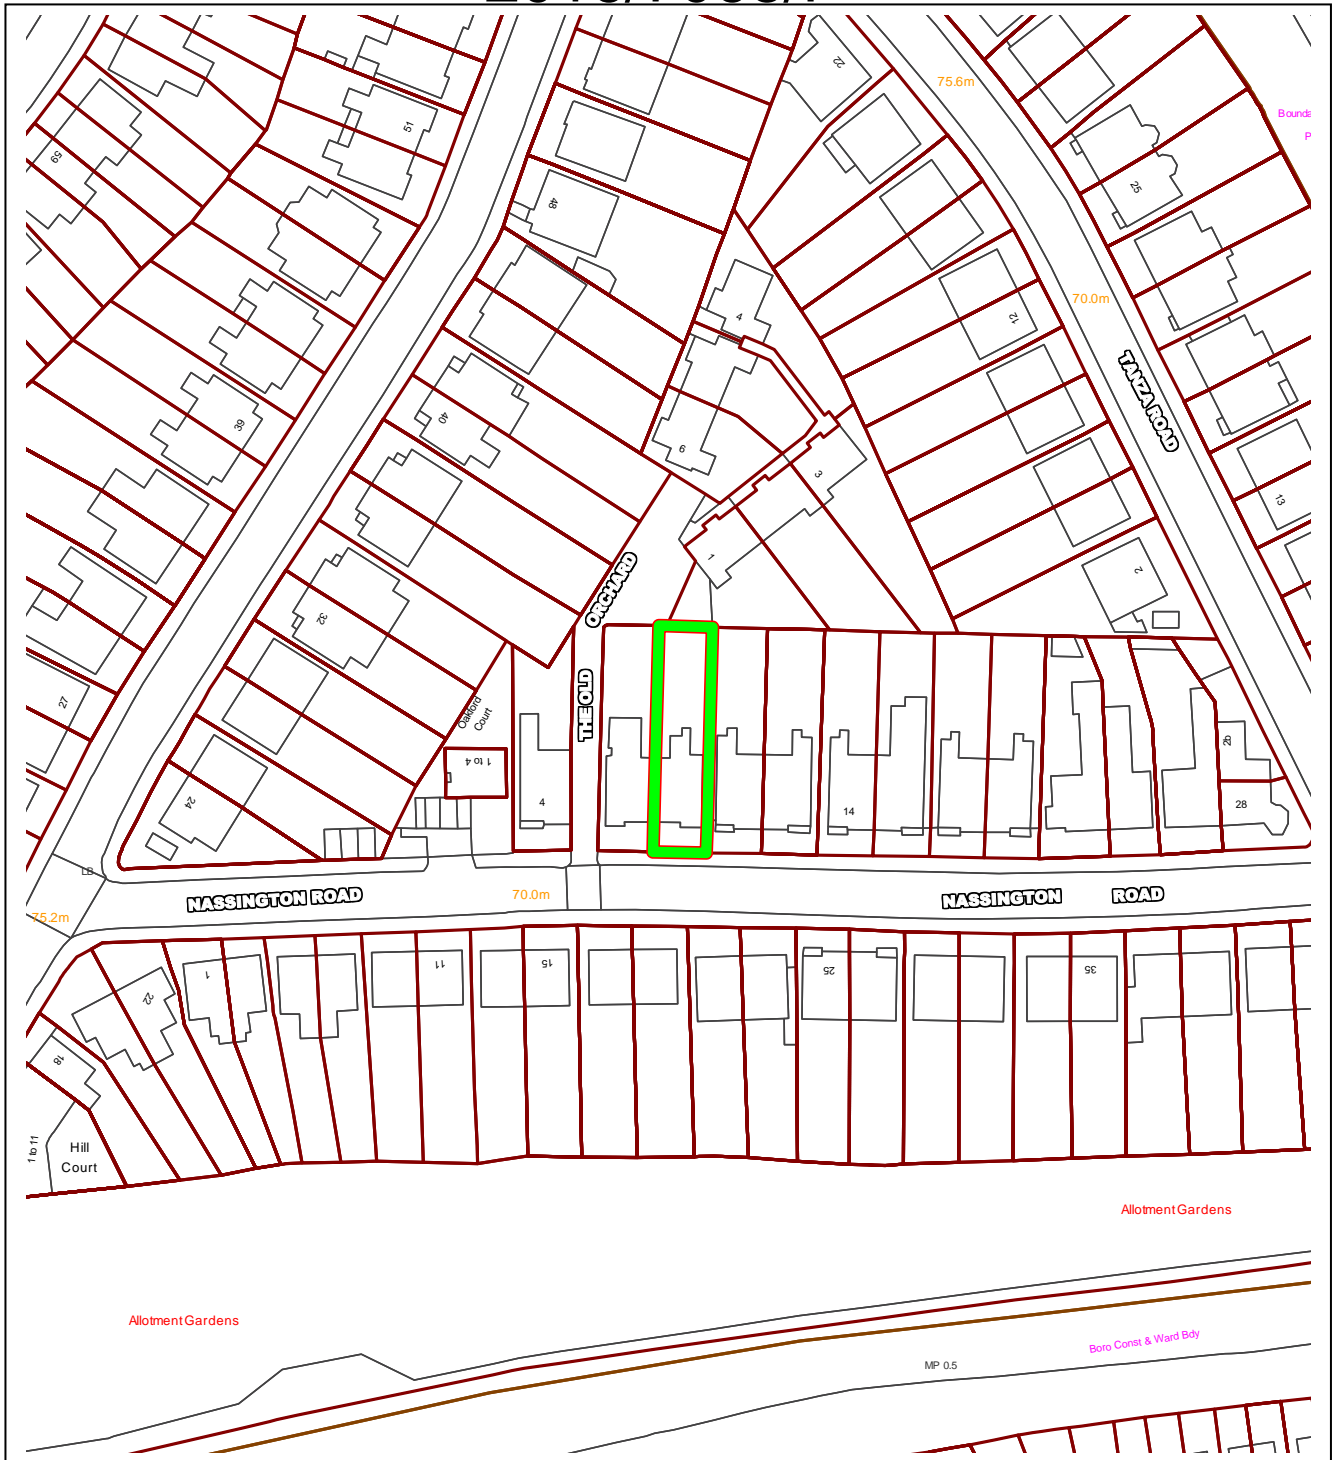 22
75.6m
Bounda
P
51
59
25
48
70.0m
4
12
TANZA ROAD
39
40
6
3
13
1
2
ORCHARD
THE OLD
32
27
Oakford
Court
1 to 4
2b
24
4
14
28
LB
NASSINGTON ROAD
70.0m
NASSINGTON ROAD
75.2m
1
11
15
25
35
22
18
1 to 11
Hill
Court
Allotment Gardens
Allotment Gardens
Boro Const & Ward Bdy
MP 0.5